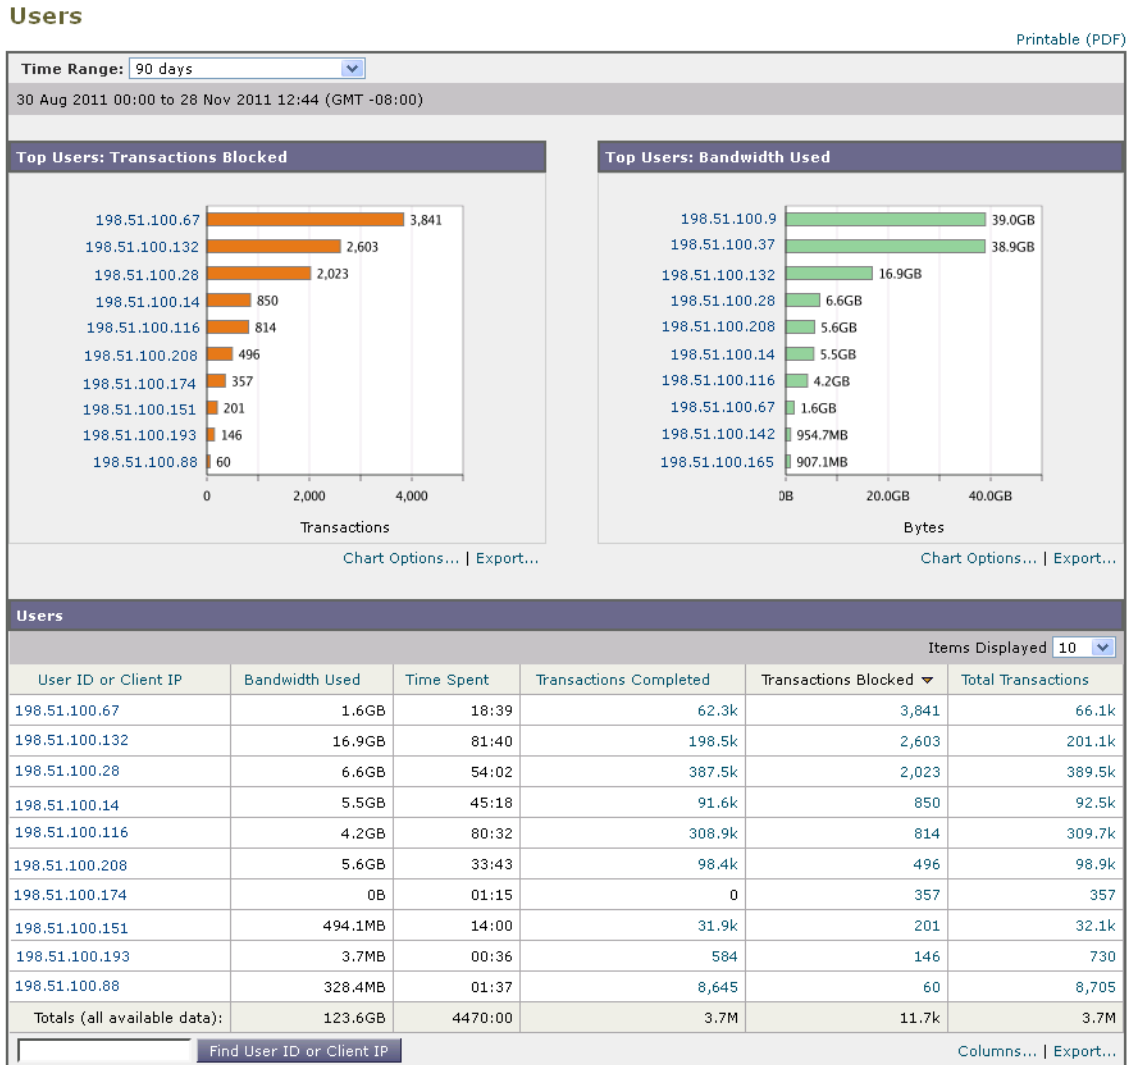 Users
Printable (PDF)
Time Range: 90 days
30 Aug 2011 00:00 to 28 Nov 2011 12:44 (GMT -08:00)
Top Users: Transactions Blocked
198.51.100.67 3,841
198.51.100.132 2,603
198.51.100.28 2,023
198.51.100.14 850
198.51.100.116 814
198.51.100.208 496
198.51.100.174 357
198.51.100.151 201
198.51.100.193 146
198.51.100.88 60
0 2,000 4,000
Transactions
Chart Options... | Export...
Top Users: Bandwidth Used
198.51.100.9 39.0GB
198.51.100.37 38.9GB
198.51.100.132 16.9GB
198.51.100.28 6.6GB
198.51.100.208 5.6GB
198.51.100.14 5.5GB
198.51.100.116 4.2GB
198.51.100.67 1.6GB
198.51.100.142 954.7MB
198.51.100.165 907.1MB
0B 20.0GB 40.0GB
Bytes
Chart Options... | Export...
Users
Items Displayed 10
User ID or Client IP Bandwidth Used Time Spent Transactions Completed Transactions Blocked Total Transactions
198.51.100.67 1.6GB 18:39 62.3k 3,841 66.1k
198.51.100.132 16.9GB 81:40 198.5k 2,603 201.1k
198.51.100.28 6.6GB 54:02 387.5k 2,023 389.5k
198.51.100.14 5.5GB 45:18 91.6k 850 92.5k
198.51.100.116 4.2GB 80:32 308.9k 814 309.7k
198.51.100.208 5.6GB 33:43 98.4k 496 98.9k
198.51.100.174 0B 01:15 0 357 357
198.51.100.151 494.1MB 14:00 31.9k 201 32.1k
198.51.100.193 3.7MB 00:36 584 146 730
198.51.100.88 328.4MB 01:37 8,645 60 8,705
Totals (all available data): 123.6GB 4470:00 3.7M 11.7k 3.7M
Find User ID or Client IP
Columns... | Export...